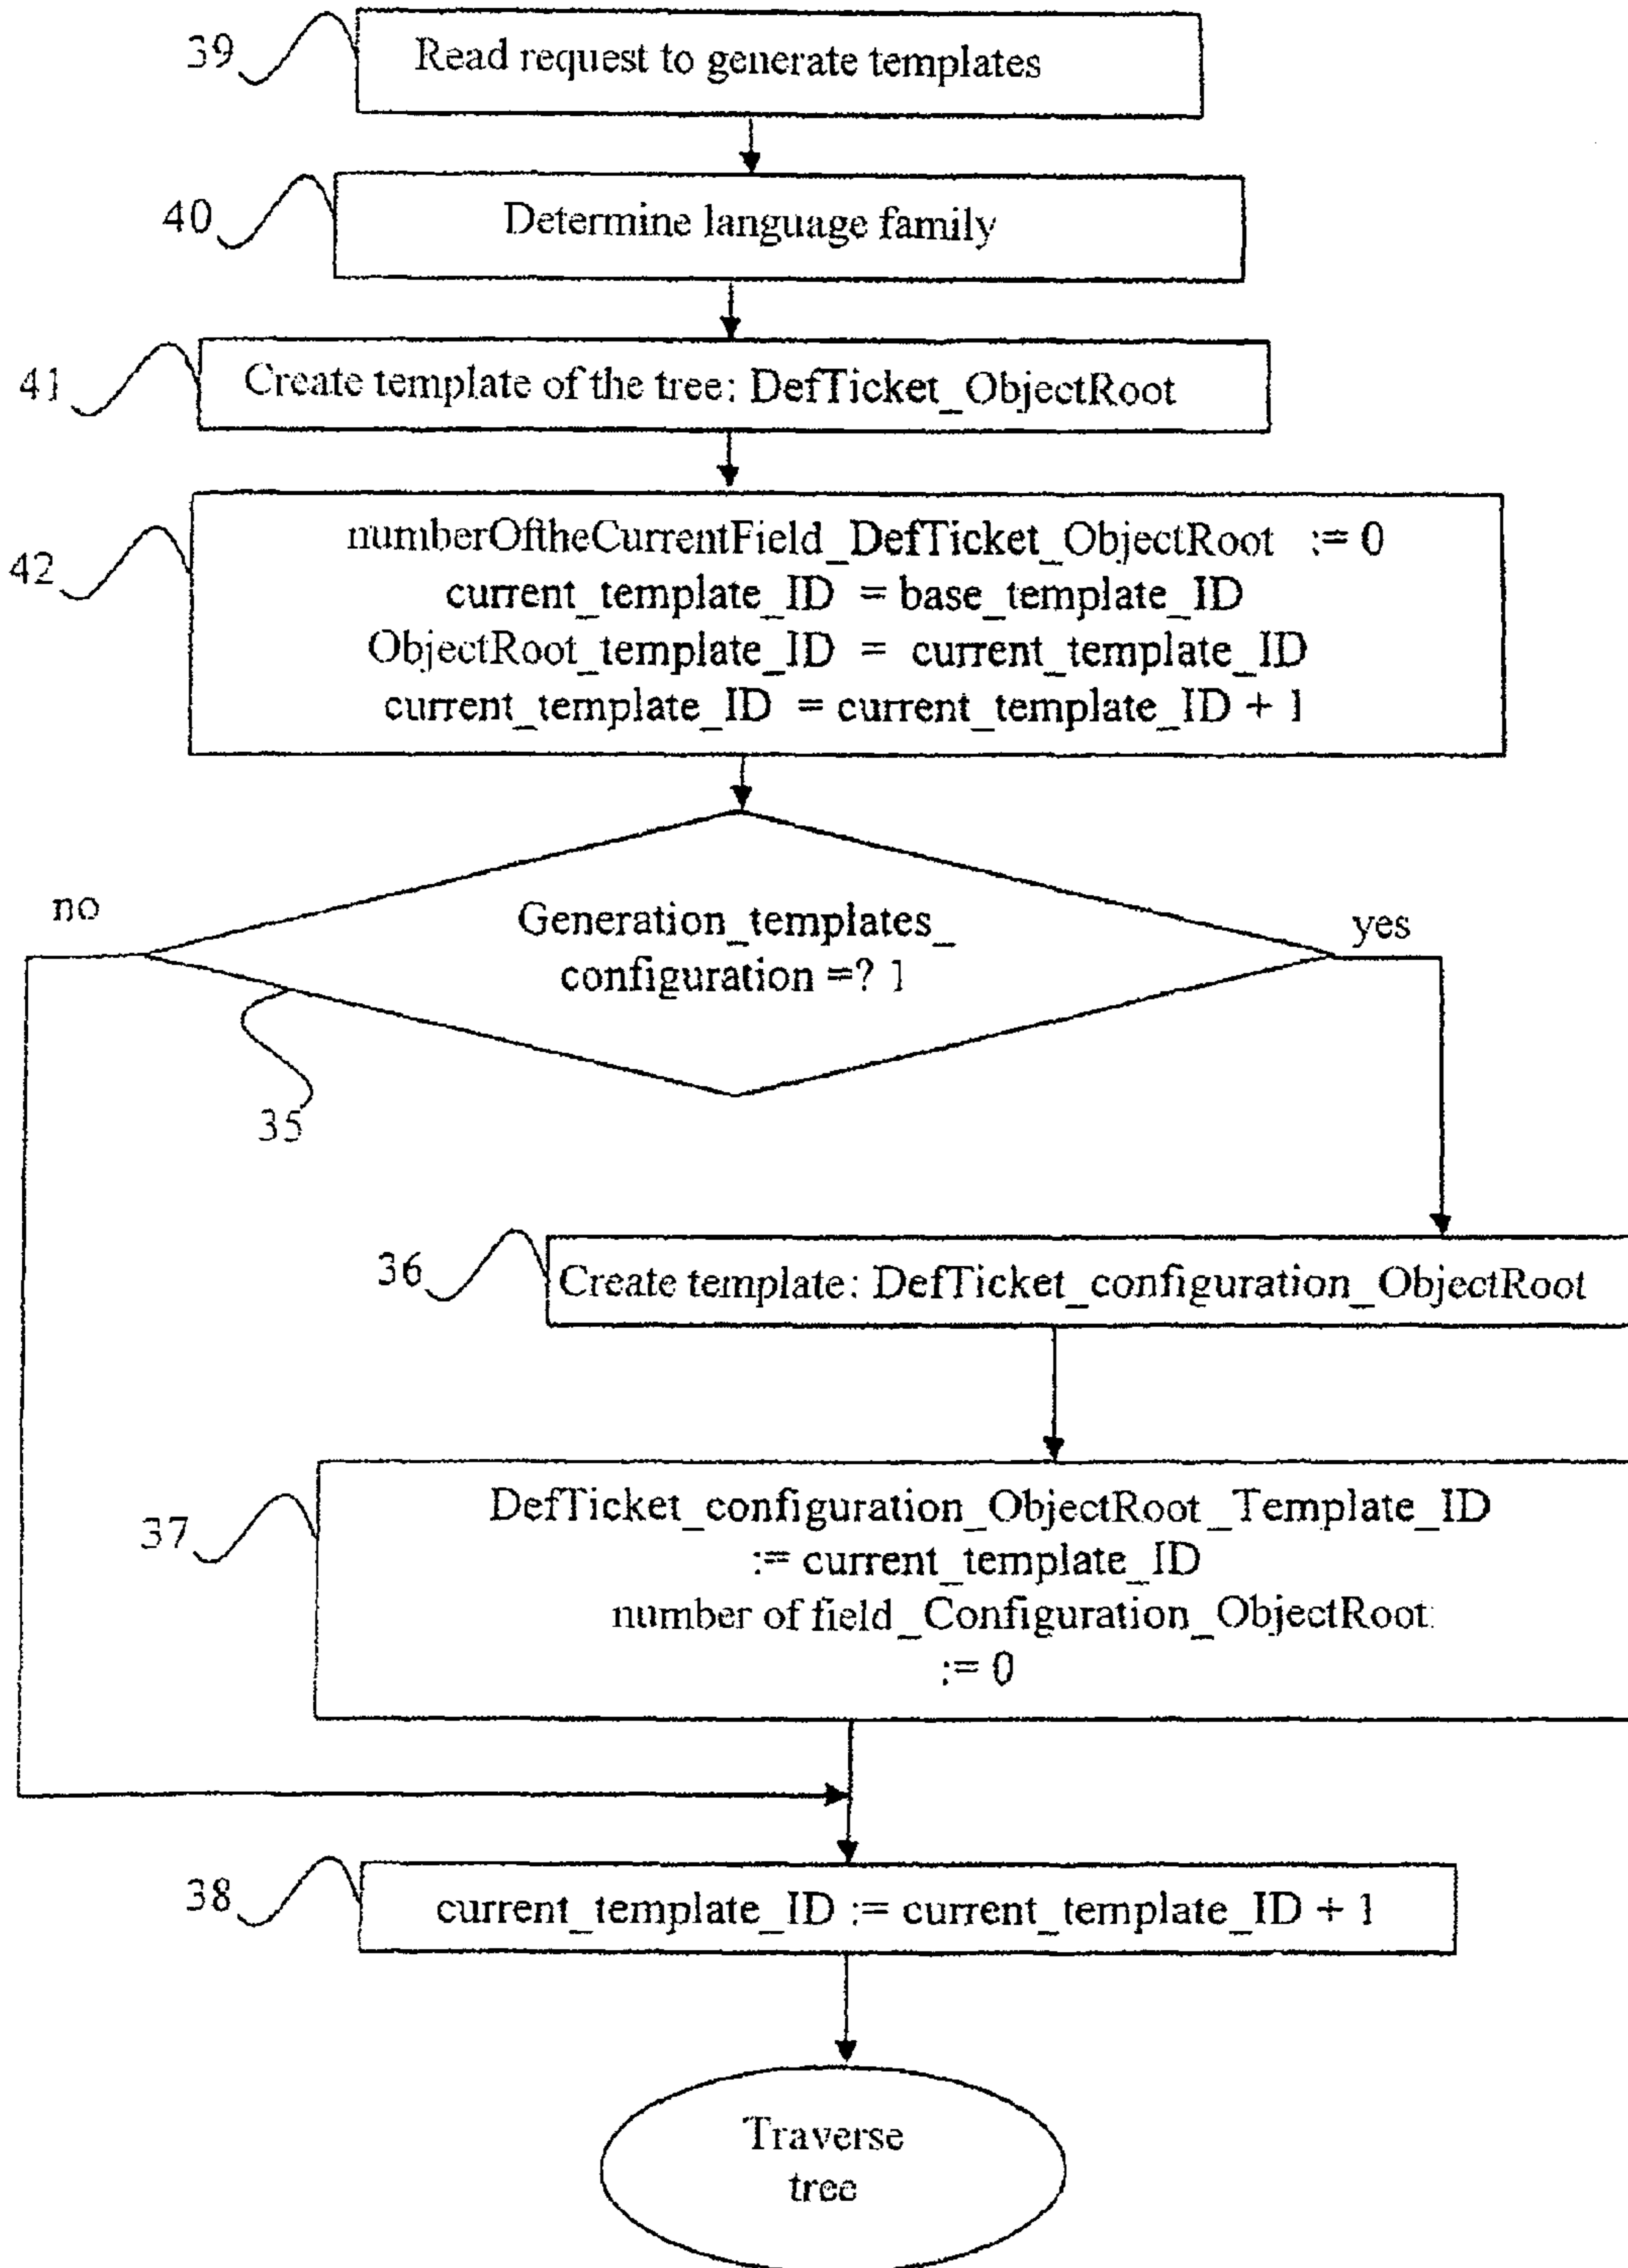 39
Read request to generate templates
40
Determine language family
41
Create template of the tree: DefTicket_ObjectRoot
42
numberOftheCurrentField_DefTicket_ObjectRoot := 0
current_template_ID = base_template_ID
ObjectRoot_template_ID = current_template_ID
current_template_ID = current_template_ID + 1
no
Generation_templates_
configuration =? 1
yes
35
36
Create template: DefTicket_configuration_ObjectRoot
37
DefTicket_configuration_ObjectRoot_Template_ID
:= current_template_ID
number of field_Configuration_ObjectRoot
:= 0
38
current_template_ID := current_template_ID + 1
Traverse
tree